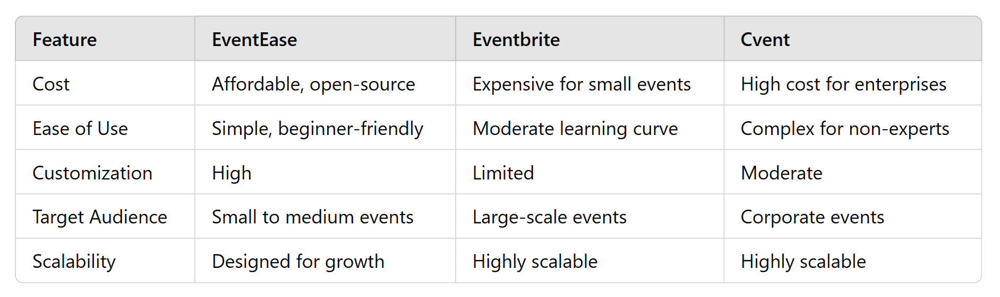 Feature EventEase Eventbrite Cvent
Cost Affordable, open-source Expensive for small events High cost for enterprises
Ease of Use Simple, beginner-friendly Moderate learning curve Complex for non-experts
Customization High Limited Moderate
Target Audience Small to medium events Large-scale events Corporate events
Scalability Designed for growth Highly scalable Highly scalable